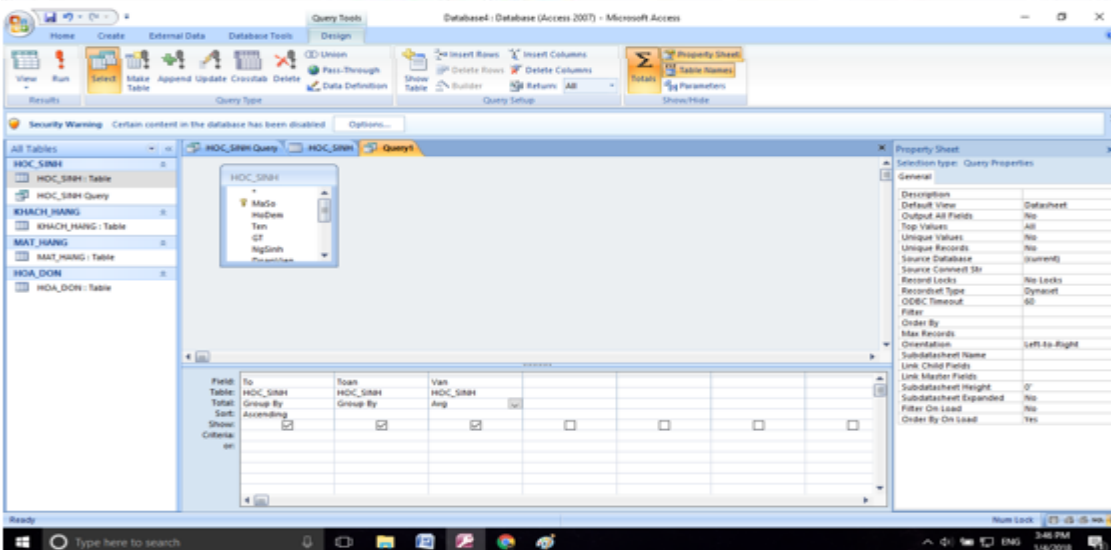 Query Tools
Database4 : Database (Access 2007) - Microsoft Access
Home Create External Data Database Tools Design
View Run Select Make Table Append Update Crosstab Delete
Union
Pass-Through
Data Definition
Show Table
Insert Rows Insert Columns
Delete Rows Delete Columns
Builder Return: All
Totals
Property Sheet
Table Names
Parameters
Results Query Type Query Setup Show/Hide
Security Warning Certain content in the database has been disabled Options...
All Tables
HOC_SINH
HOC_SINH : Table
HOC_SINH Query
KHACH_HANG
KHACH_HANG : Table
MAT_HANG
MAT_HANG : Table
HOA_DON
HOA_DON : Table
HOC_SINH Query HOC_SINH Query1
HOC_SINH
*
MaSo
HoDem
Ten
GT
NgSinh
Field: To Toan Van
Table: HOC_SINH HOC_SINH HOC_SINH
Total: Group By Group By Avg
Sort: Ascending
Show:
Criteria:
or:
Property Sheet
Selection type: Query Properties
General
Description
Default View Datasheet
Output All Fields No
Top Values All
Unique Values No
Unique Records No
Source Database (current)
Source Connect Str
Record Locks No Locks
Recordset Type Dynaset
ODBC Timeout 60
Filter
Order By
Max Records
Orientation Left-to-Right
Subdatasheet Name
Link Child Fields
Link Master Fields
Subdatasheet Height 0"
Subdatasheet Expanded No
Filter On Load No
Order By On Load Yes
Ready
Num Lock
Type here to search
ENG
3:46 PM
1/4/2018